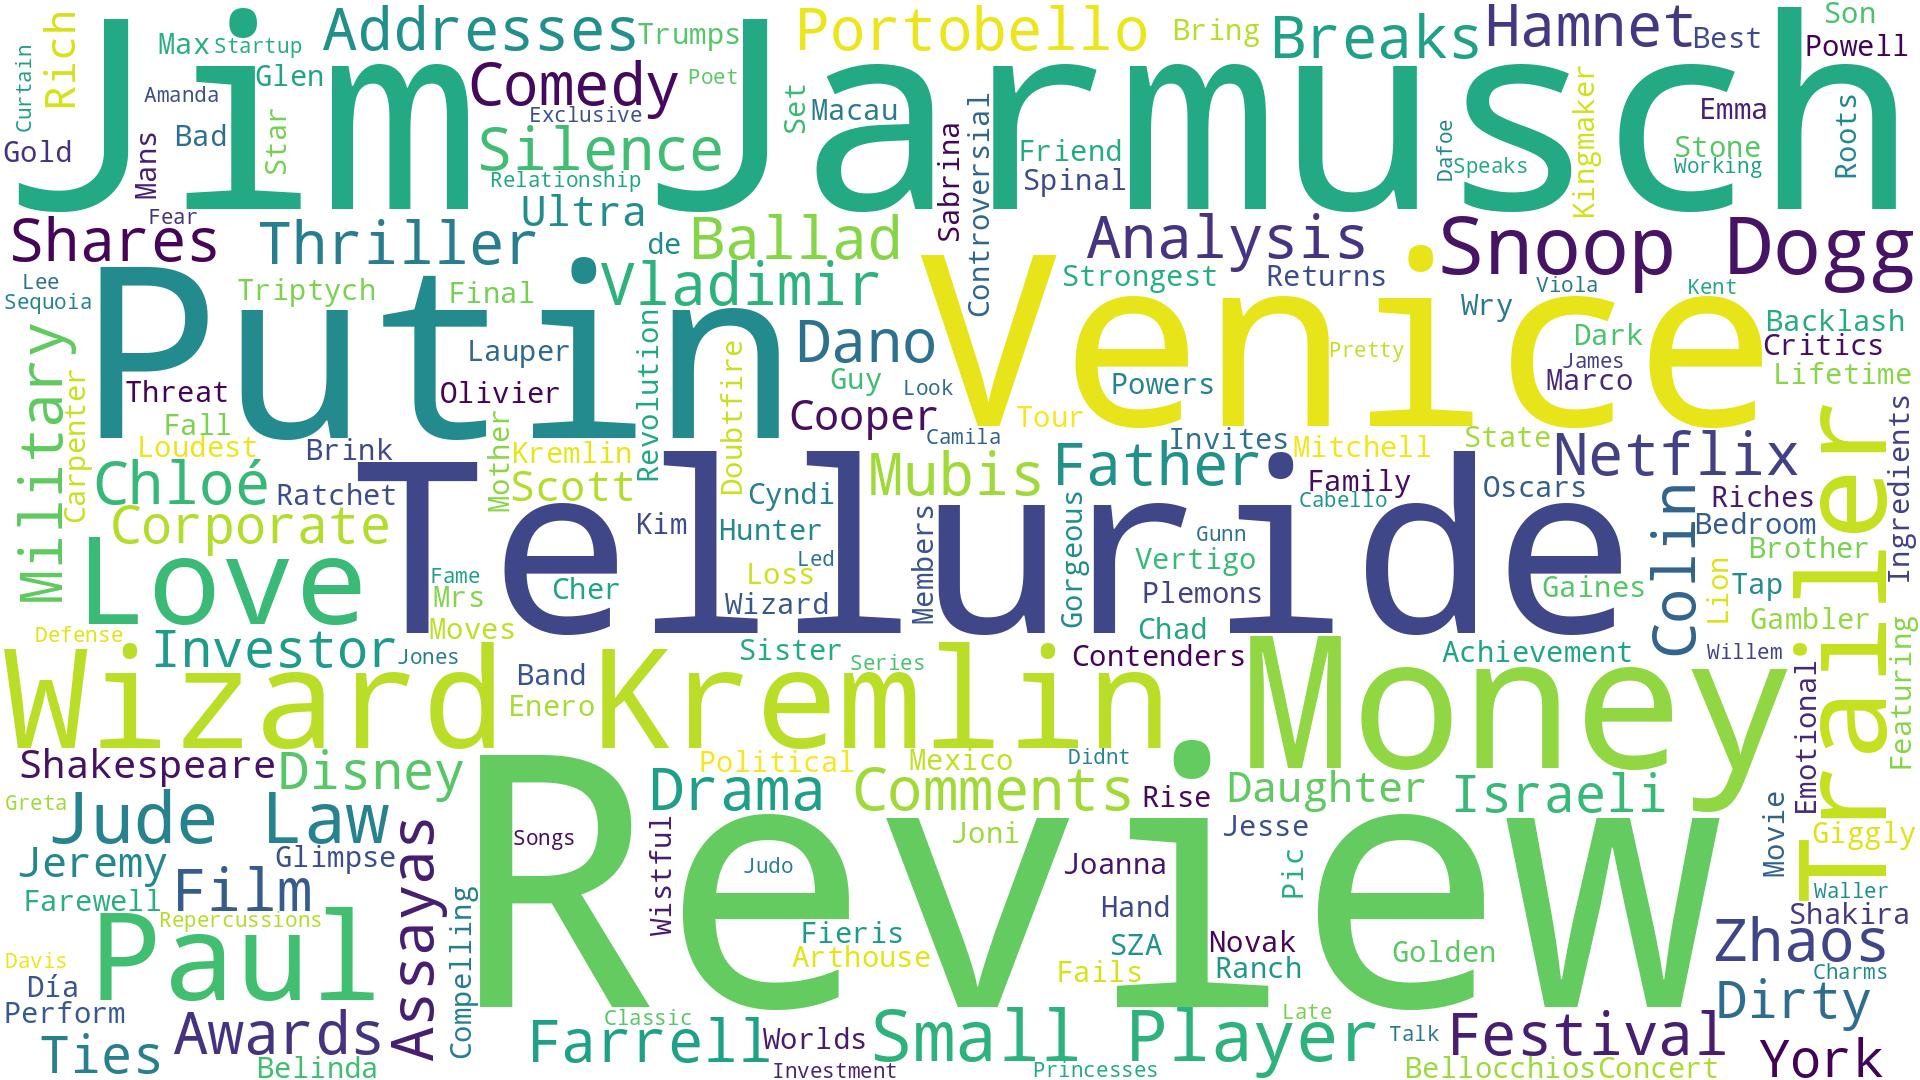 Jim Jarmusch
Curtain
Rich
Max
Startup
Addresses
Trumps
Portobello
Bring
Breaks
Hamnet
Best
Son
Powell
Glen
Comedy
Poet
Amanda
Exclusive
Set
Macau
Controversial
Kingmaker
Emma
Roots
Gold
Mans
Bad
Star
Silence
Sabrina
Friend
Spinal
Dafoe
Speaks
Stone
Working
Relationship
Fear
Ultra
Shares
Thriller
de
Ballad
Analysis
Snoop Dogg
Lee
Sequoia
Triptych
Final
Vladimir
Strongest
Returns
Viola
Kent
Wry
Putin
Venice
Military
Carpenter
Lauper
Revolution
Doubtfire
Dano
Pretty
Dark
Backlash
James
Critics
Threat
Olivier
Guy
Look
Powers
Marco
Lifetime
Fall
Mother
Cooper
Tour
Loudest
Brink
Kremlin
Camila
Invites
Mitchell
State
Netflix
Ingredients
Trailer
Chloé
Ratchet
Scott
Cyndi
Mubis
Father
Family
Cabello
Oscars
Colin
Riches
Corporate
Telluride
Kim
Hunter
Members
Gorgeous
Gunn
Bedroom
Love
Led
Vertigo
Brother
Fame
Mrs
Cher
Loss
Wizard
Plemons
Gaines
Lion
Tap
Defense
Moves
Chad
Gambler
Investor
Jones
Sister
Series
Contenders
Achievement
Willem
Emotional
Featuring
Wizard Kremlin
Band
Enero
Money
Shakespeare
Disney
Political
Mexico
Didnt
Greta
Drama
Comments
Rise
Daughter
Israeli
Movie
Jude Law
Assayas
Songs
Wistful
Joni
Jesse
Giggly
Jeremy
Glimpse
Review
Judo
Joanna
Pic
Farewell
Film
Compelling
Waller
Repercussions
Hand
Shakira
Paul
Fieris
SZA
Novak
Golden
Zhaos
Davis
Arthouse
Fails
Ranch
Charms
Día
Perform
Dirty
Awards
Classic
Late
Ties
Farrell
Worlds
Small Player
Talk
Festival
York
Belinda
Investment
Princesses
Bellocchios
Concert